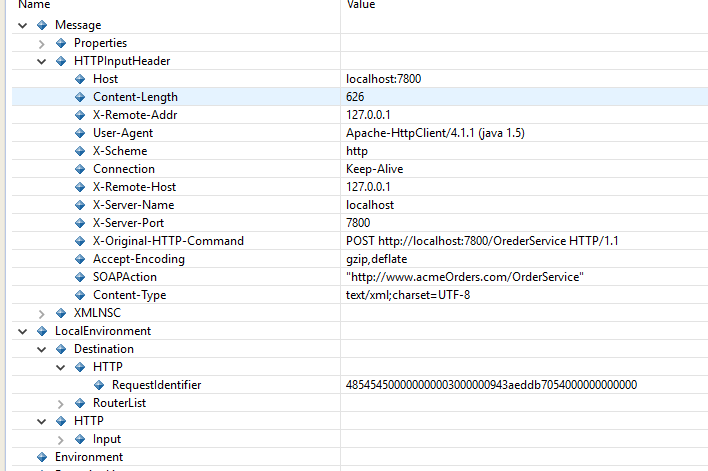 Name Value
Message
Properties
HTTPInputHeader
Host localhost:7800
Content-Length 626
X-Remote-Addr 127.0.0.1
User-Agent Apache-HttpClient/4.1.1 (java 1.5)
X-Scheme http
Connection Keep-Alive
X-Remote-Host 127.0.0.1
X-Server-Name localhost
X-Server-Port 7800
X-Original-HTTP-Command POST http://localhost:7800/OrederService HTTP/1.1
Accept-Encoding gzip,deflate
SOAPAction "http://www.acmeOrders.com/OrderService"
Content-Type text/xml;charset=UTF-8
XMLNSC
LocalEnvironment
Destination
HTTP
RequestIdentifier 485454500000000003000000943aeddb7054000000000000
RouterList
HTTP
Input
Environment